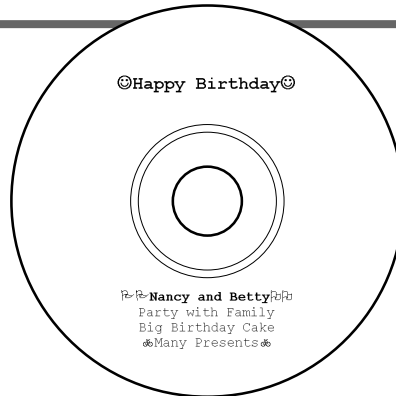 ☺Happy Birthday☺
Nancy and Betty
Party with Family
Big Birthday Cake
Many Presents